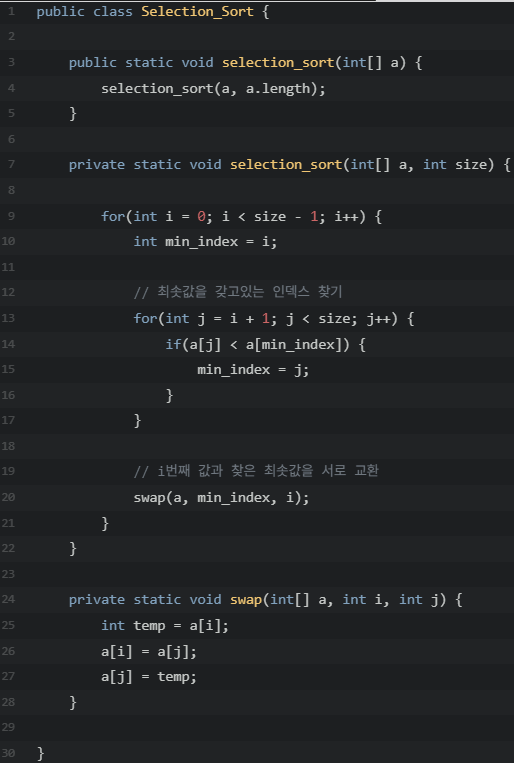 1 public class Selection_Sort {
2
3 public static void selection_sort(int[] a) {
4 selection_sort(a, a.length);
5 }
6
7 private static void selection_sort(int[] a, int size) {
8
9 for(int i = 0; i < size - 1; i++) {
10 int min_index = i;
11
12 // 최솟값을 갖고있는 인덱스 찾기
13 for(int j = i + 1; j < size; j++) {
14 if(a[j] < a[min_index]) {
15 min_index = j;
16 }
17 }
18
19 // i번째 값과 찾은 최솟값을 서로 교환
20 swap(a, min_index, i);
21 }
22 }
23
24 private static void swap(int[] a, int i, int j) {
25 int temp = a[i];
26 a[i] = a[j];
27 a[j] = temp;
28 }
29
30 }